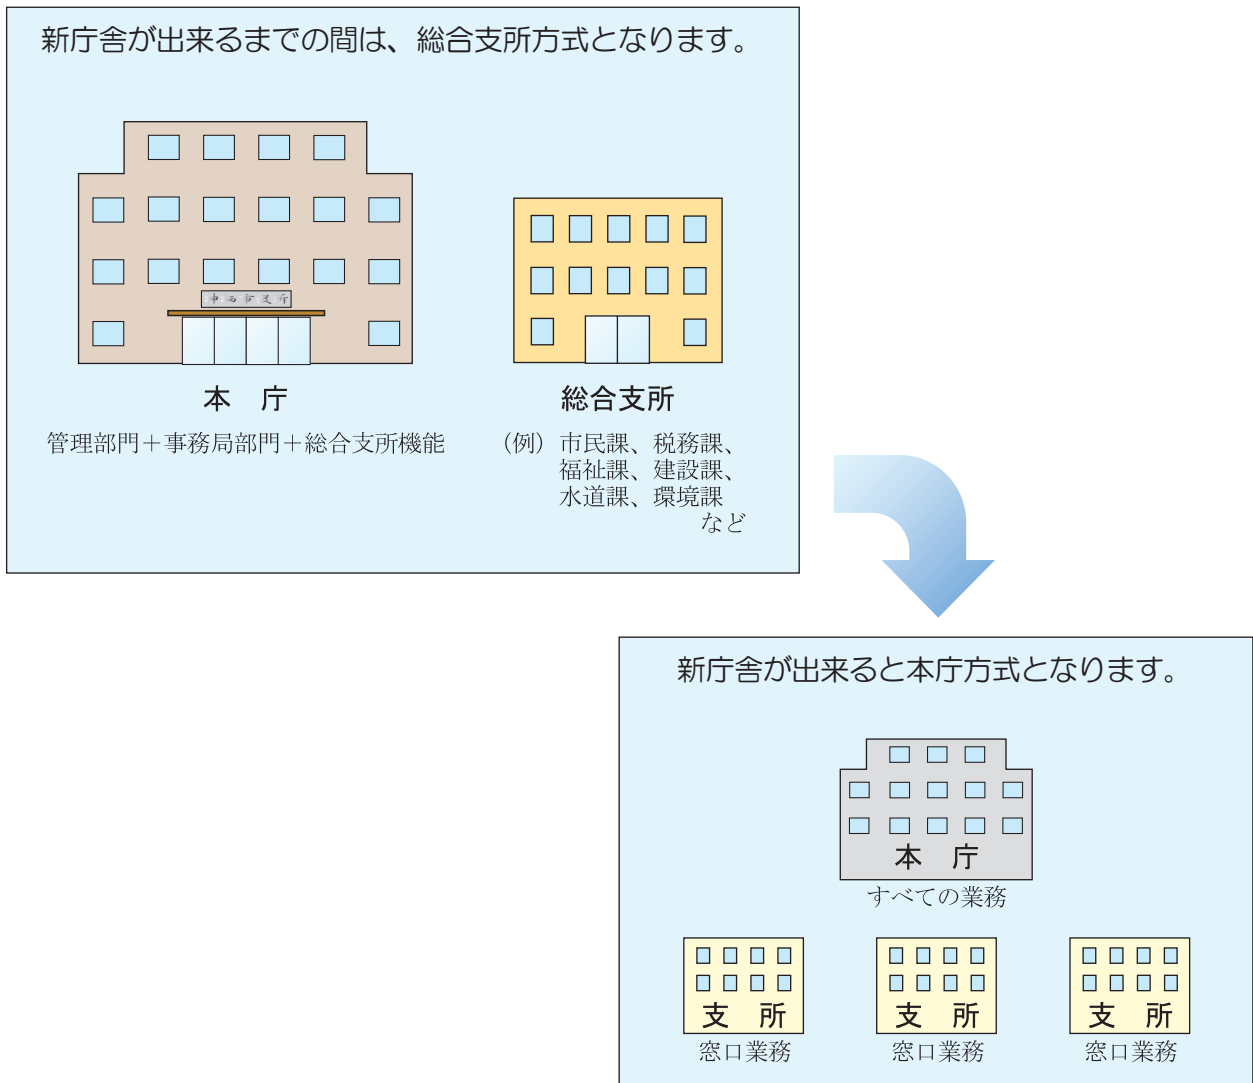 新庁舎が出来るまでの間は、総合支所方式となります。
本 庁
管理部門＋事務局部門＋総合支所機能
総合支所
（例）市民課、税務課、
福祉課、建設課、
水道課、環境課
など
新庁舎が出来ると本庁方式となります。
本 庁
すべての業務
支 所
窓口業務
支 所
窓口業務
支 所
窓口業務